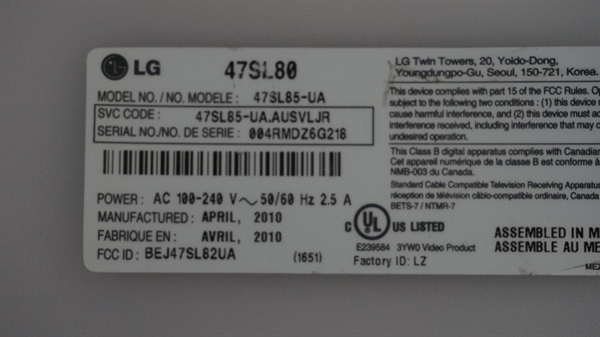 LG 47SL80
MODEL NO./NO. MODELE: 47SL85-UA
SVC CODE: 47SL85-UA.AUSVLJR
SERIAL NO./NO. DE SERIE: 004RMDZ6G218
POWER: AC 100-240 V~50/60 Hz 2.5 A
MANUFACTURED: APRIL, 2010
FABRIQUE EN: AVRIL, 2010
FCC ID: BEJ47SL82UA (1651)
LG Twin Towers, 20, Yoido-Dong,
Youngdungpo-Gu, Seoul, 150-721, Korea.
This device complies with part 15 of the FCC Rules.
subject to the following two conditions: (1) this device
cause harmful interference, and (2) this device must
interference received, including interference
undesired
This Class B digital apparatus complies with Canadian
Cet appareil numérique de la classe B est conforme à
NMB-003 du Canada.
Standard Cable Compatible Television Receiving Apparatus
réception de télévision câblo-compatible ordinaire, Canada
BETS-7 / NTMR-7
c UL US LISTED
E239584 3YW0 Video Product
Factory ID: LZ
ASSEMBLED IN
ASSEMBLE AU